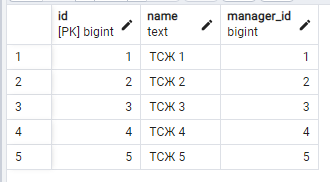 id name manager_id
[PK] bigint text bigint
1 1 ТСЖ 1 1
2 2 ТСЖ 2 2
3 3 ТСЖ 3 3
4 4 ТСЖ 4 4
5 5 ТСЖ 5 5